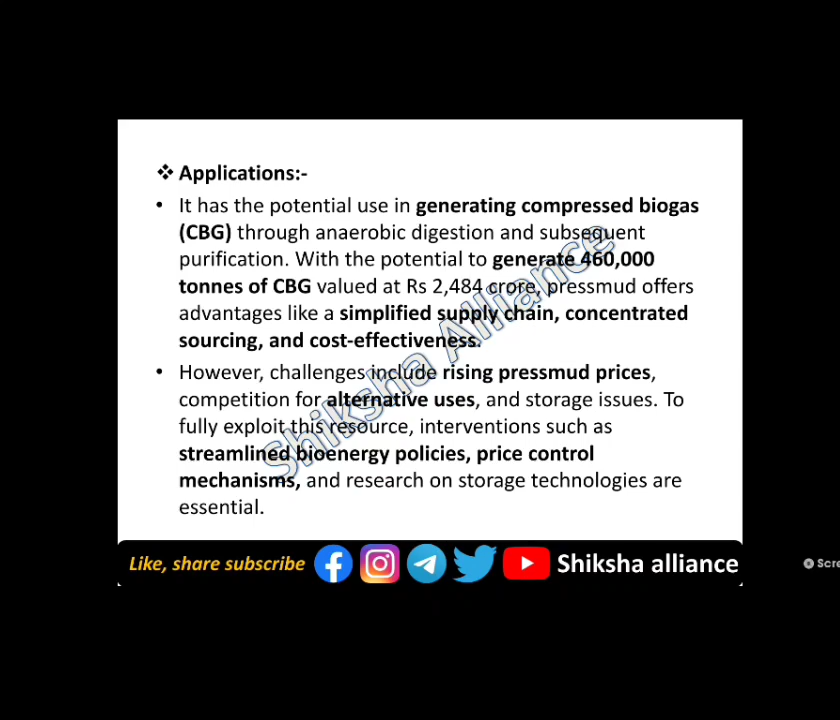 ❖ Applications:-
• It has the potential use in generating compressed biogas
(CBG) through anaerobic digestion and subsequent
purification. With the potential to generate 460,000
tonnes of CBG valued at Rs 2,484 crore, pressmud offers
advantages like a simplified supply chain, concentrated
sourcing, and cost-effectiveness.
• However, challenges include rising pressmud prices,
competition for alternative uses, and storage issues. To
fully exploit this resource, interventions such as
streamlined bioenergy policies, price control
mechanisms, and research on storage technologies are
essential.
Shiksha Alliance
Like, share subscribe Shiksha alliance